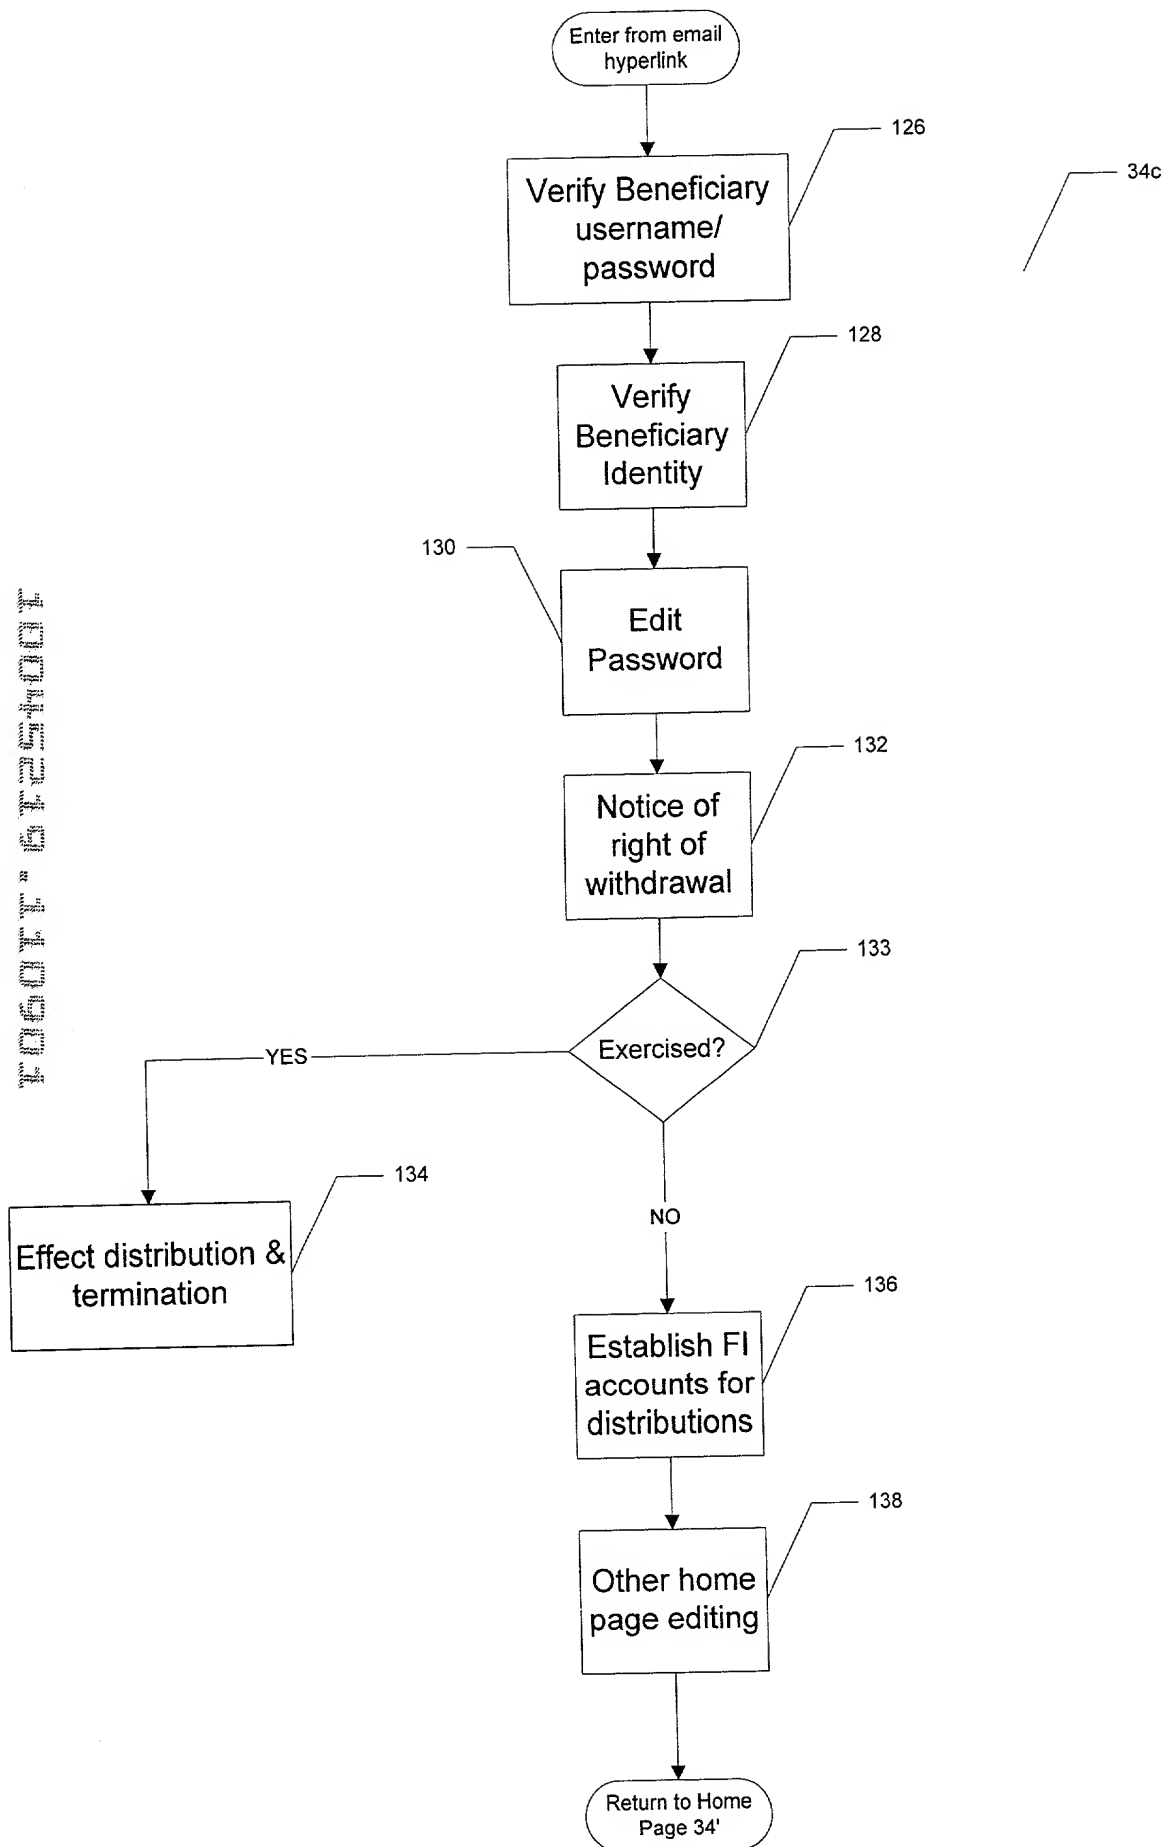 Enter from email
hyperlink
126
34c
Verify Beneficiary
username/
password
128
Verify
Beneficiary
Identity
130
Edit
Password
132
Notice of
right of
withdrawal
133
Exercised?
YES
134
NO
Effect distribution &
termination
136
Establish FI
accounts for
distributions
138
Other home
page editing
Return to Home
Page 34'
10045219.110901